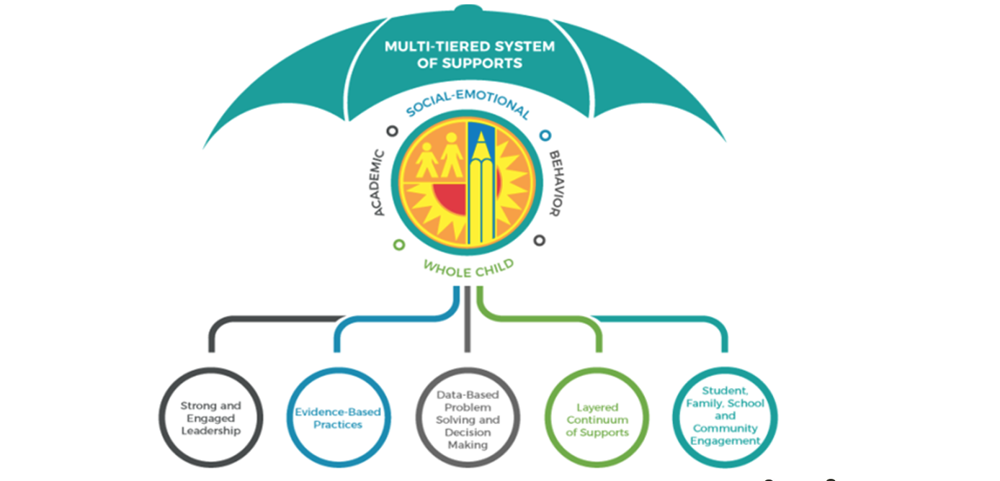 MULTI-TIERED SYSTEM
OF SUPPORTS
SOCIAL-EMOTIONAL
ACADEMIC
BEHAVIOR
WHOLE CHILD
Strong and
Engaged
Leadership
Evidence-Based
Practices
Data-Based
Problem
Solving and
Decision
Making
Layered
Continuum
of Supports
Student,
Family, School
and
Community
Engagement